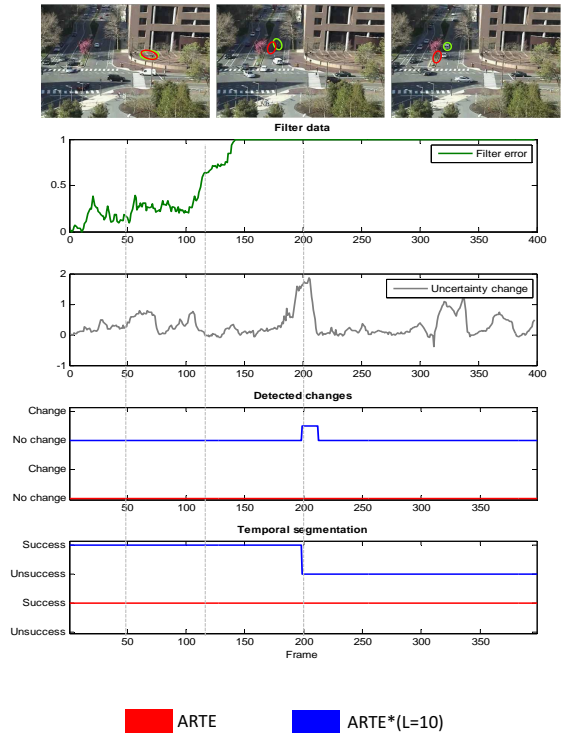 Filter data
1
Filter error
0.5
0
0 50 100 150 200 250 300 350 400
2
Uncertainty change
1
0
-1
0 50 100 150 200 250 300 350 400
Detected changes
Change
No change
Change
No change
50 100 150 200 250 300 350
Temporal segmentation
Success
Unsuccess
Success
Unsuccess
50 100 150 200 250 300 350
Frame
ARTE ARTE*(L=10)